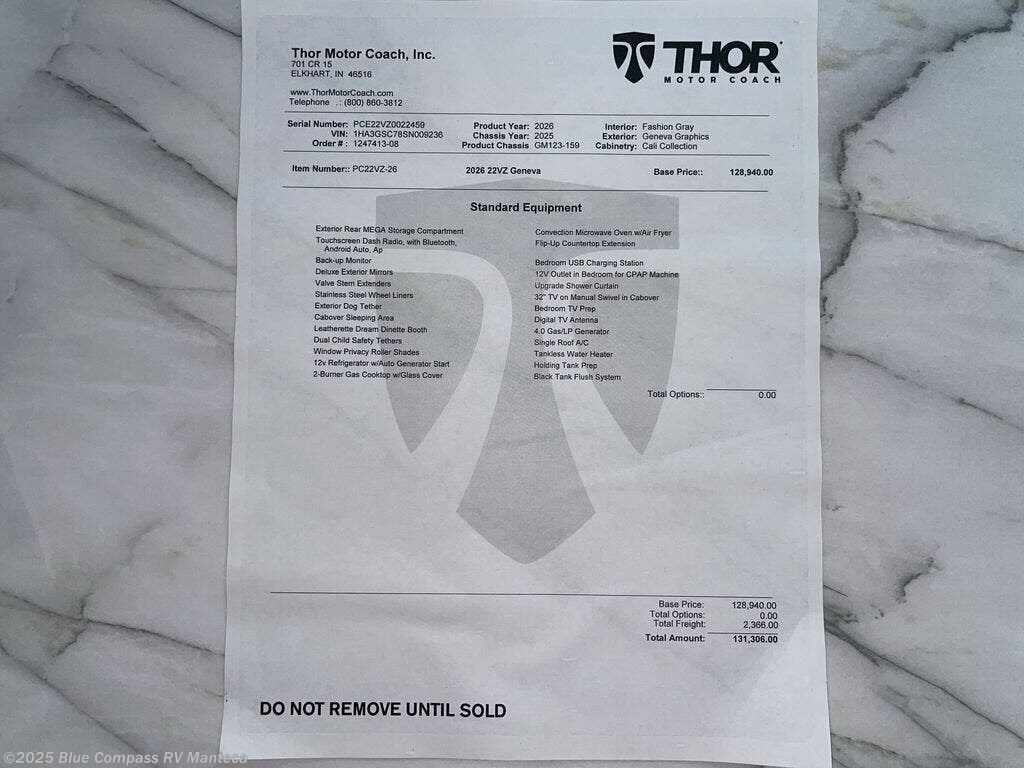 Thor Motor Coach, Inc.
701 CR 15
ELKHART, IN 46516
www.ThorMotorCoach.com
Telephone .: (800) 860-3812
THOR
MOTOR COACH
Serial Number: PCE22VZ0022459 Product Year: 2026 Interior: Fashion Gray
VIN: 1HA3GSC78SN009236 Chassis Year: 2025 Exterior: Geneva Graphics
Order # : 1247413-08 Product Chassis GM123-159 Cabinetry: Cali Collection
Item Number:: PC22VZ-26 2026 22VZ Geneva Base Price:: 128,940.00
Standard Equipment
Exterior Rear MEGA Storage Compartment
Touchscreen Dash Radio, with Bluetooth,
Android Auto, Ap
Back-up Monitor
Deluxe Exterior Mirrors
Valve Stem Extenders
Stainless Steel Wheel Liners
Exterior Dog Tether
Cabover Sleeping Area
Leatherette Dream Dinette Booth
Dual Child Safety Tethers
Window Privacy Roller Shades
12v Refrigerator w/Auto Generator Start
2-Burner Gas Cooktop w/Glass Cover
Convection Microwave Oven w/Air Fryer
Flip-Up Countertop Extension
Bedroom USB Charging Station
12V Outlet in Bedroom for CPAP Machine
Upgrade Shower Curtain
32" TV on Manual Swivel in Cabover
Bedroom TV Prep
Digital TV Antenna
4.0 Gas/LP Generator
Single Roof A/C
Tankless Water Heater
Holding Tank Prep
Black Tank Flush System
Total Options:: 0.00
Base Price: 128,940.00
Total Options: 0.00
Total Freight: 2,366.00
Total Amount: 131,306.00
DO NOT REMOVE UNTIL SOLD
©2025 Blue Compass RV Manteca